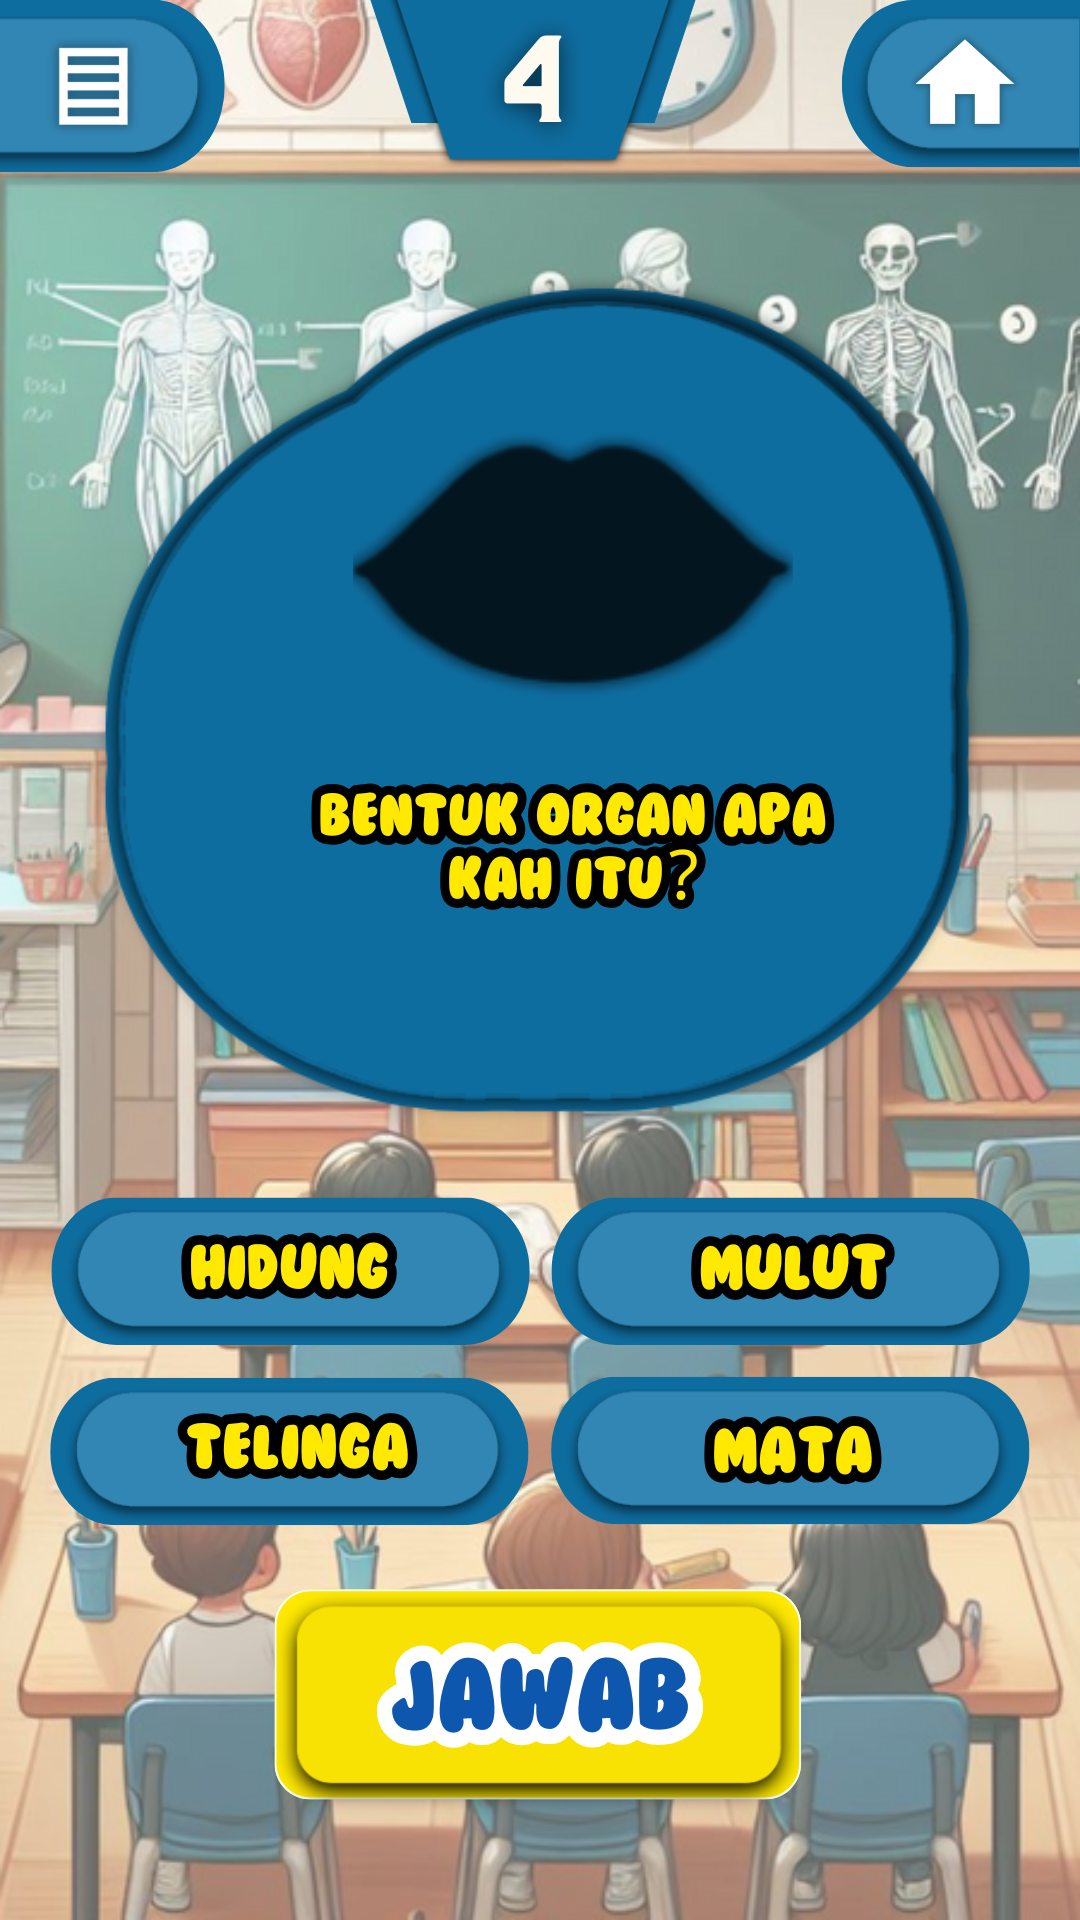 4
BENTUK ORGAN APA
KAH ITU?
HIDUNG
MULUT
TELINGA
MATA
JAWAB